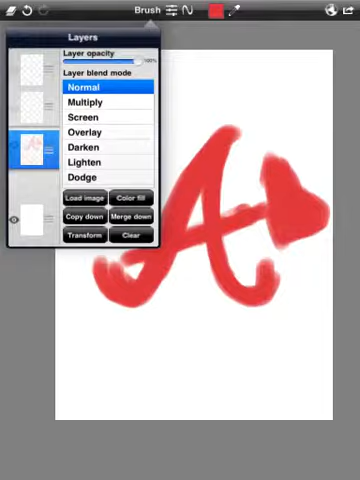 Brush
Layers
Layer opacity
100%
Layer blend mode
Normal
Multiply
Screen
Overlay
Darken
Lighten
Dodge
Load image Color fill
Copy down Merge down
Transform Clear
A